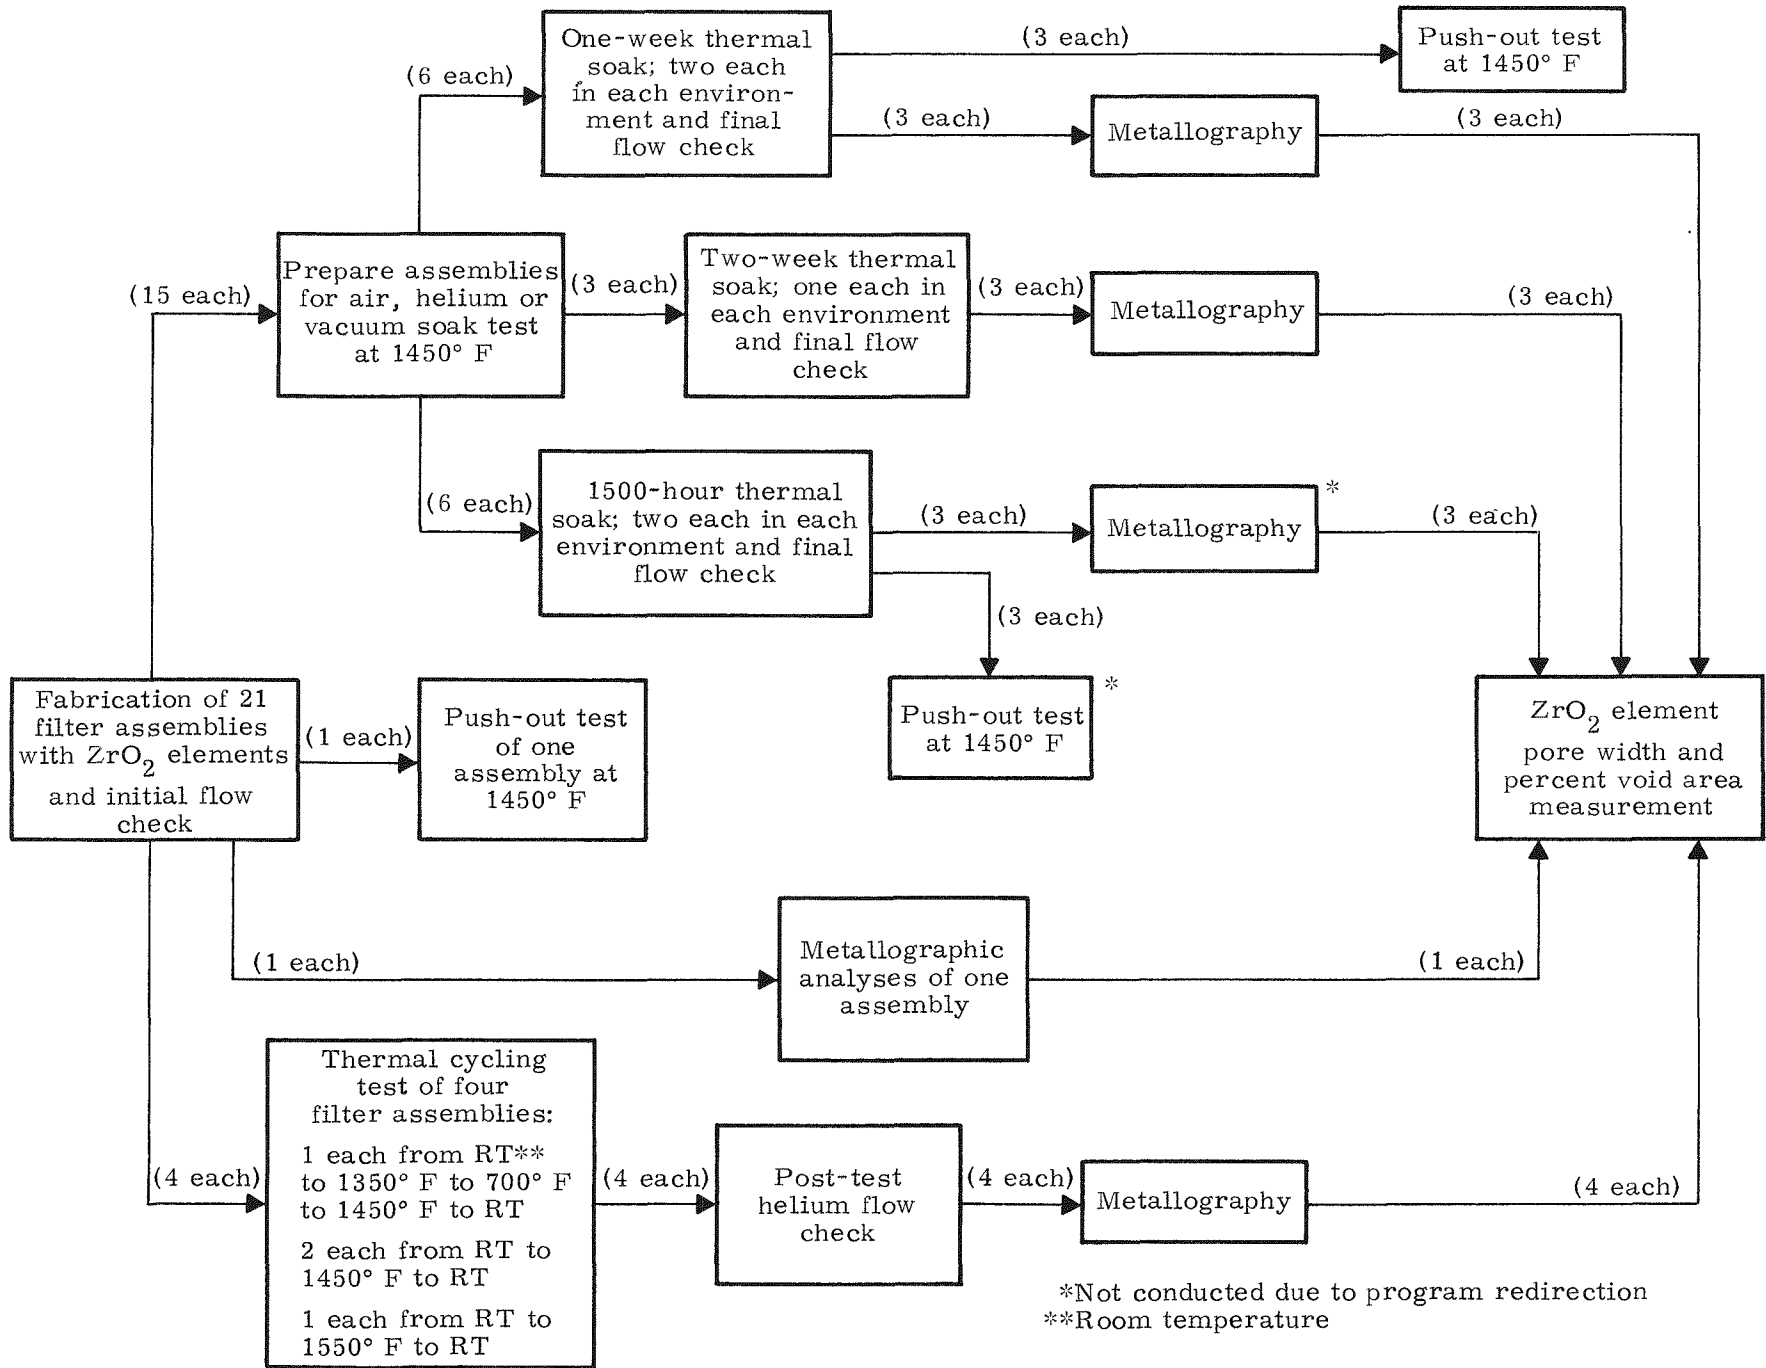 One-week thermal
soak; two each
in each environ-
ment and final
flow check
(6 each)
(3 each)
Push-out test
at 1450° F
(3 each)
Metallography
(3 each)
(15 each)
Prepare assemblies
for air, helium or
vacuum soak test
at 1450° F
(3 each)
Two-week thermal
soak; one each in
each environment
and final flow
check
(3 each)
Metallography
(3 each)
(6 each)
1500-hour thermal
soak; two each in each
environment and final
flow check
(3 each)
Metallography
*
(3 each)
(3 each)
Push-out test
at 1450° F
*
Fabrication of 21
filter assemblies
with ZrO2 elements
and initial flow
check
(1 each)
Push-out test
of one
assembly at
1450° F
ZrO2 element
pore width and
percent void area
measurement
(1 each)
Metallographic
analyses of one
assembly
(1 each)
(4 each)
Thermal cycling
test of four
filter assemblies:
1 each from RT**
to 1350° F to 700° F
to 1450° F to RT
2 each from RT to
1450° F to RT
1 each from RT to
1550° F to RT
(4 each)
Post-test
helium flow
check
(4 each)
Metallography
(4 each)
*Not conducted due to program redirection
**Room temperature